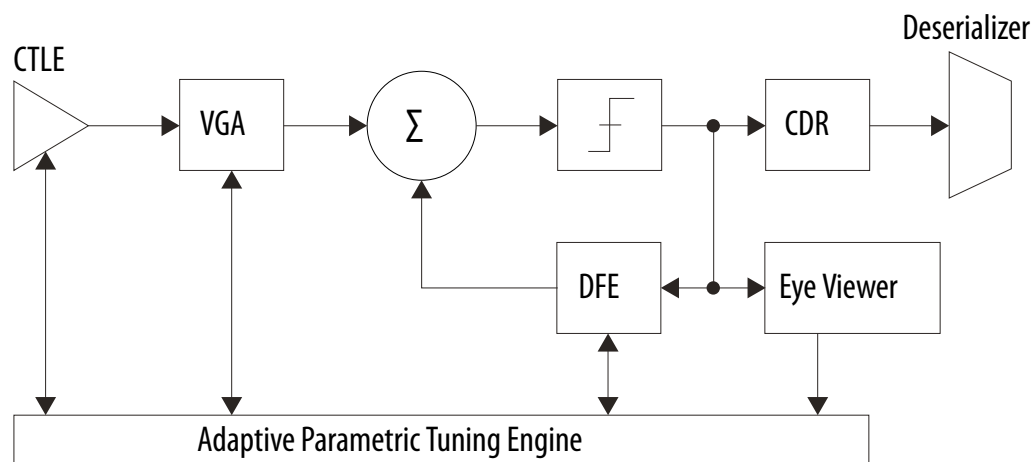 Deserializer
CTLE
VGA
Σ
CDR
DFE
Eye Viewer
Adaptive Parametric Tuning Engine